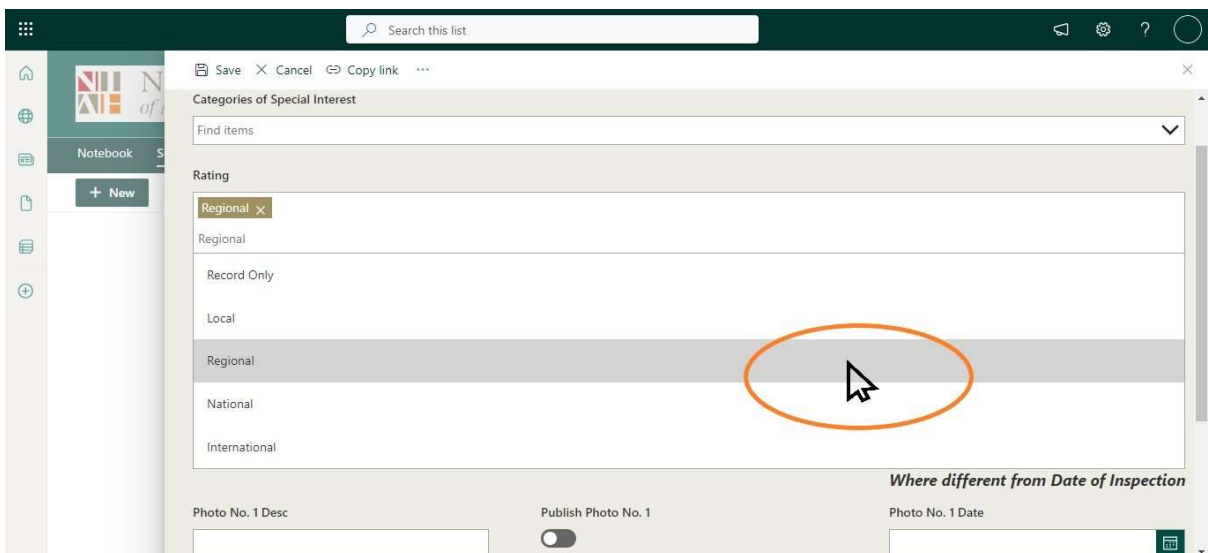 Search this list
?
Save Cancel Copy link ...
NIAH N
of
Categories of Special Interest
Find items
Notebook S
Rating
+ New
Regional
Regional
Record Only
Local
Regional
National
International
Where different from Date of Inspection
Photo No. 1 Desc Publish Photo No. 1 Photo No. 1 Date